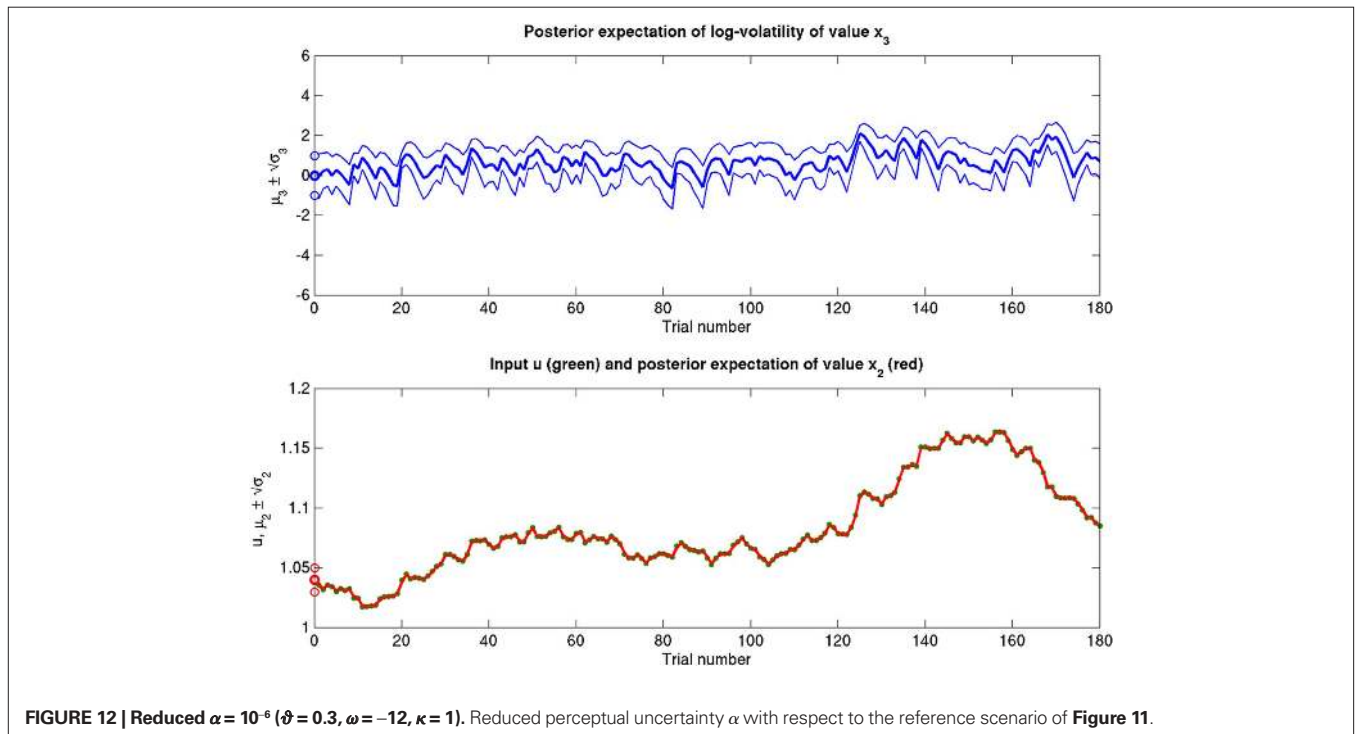 Posterior expectation of log-volatility of value x₃
6
4
2
0
-2
-4
-6
μ₃ ± √σ₃
0 20 40 60 80 100 120 140 160 180
Trial number
Input u (green) and posterior expectation of value x₂ (red)
1.2
1.15
1.1
1.05
1
u, μ₂ ± √σ₂
0 20 40 60 80 100 120 140 160 180
Trial number
FIGURE 12 | Reduced α = 10⁻⁶ (ϑ = 0.3, ω = −12, κ = 1). Reduced perceptual uncertainty α with respect to the reference scenario of Figure 11.